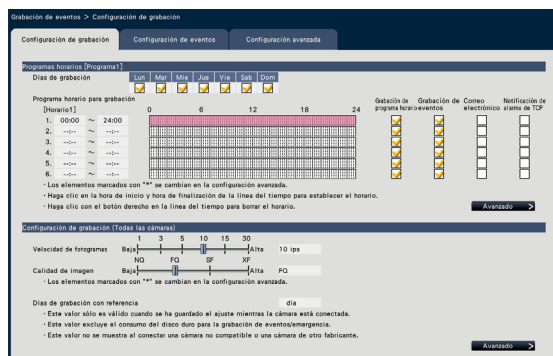 Grabación de eventos > Configuración de grabación
Configuración de grabación Configuración de eventos Configuración avanzada
Programas horarios [Programa1]
Días de grabación Lun Mar Mie Jue Vie Sab Dom
Programa horario para grabación
[Horario1] 0 6 12 18 24 Grabación de programa horario Grabación de eventos Correo electrónico Notificación de alarma de TCP
1. 00:00 ~ 24:00
2. --:-- ~ --:--
3. --:-- ~ --:--
4. --:-- ~ --:--
5. --:-- ~ --:--
6. --:-- ~ --:--
· Los elementos marcados con "*" se cambian en la configuración avanzada.
· Haga clic en la hora de inicio y hora de finalización de la línea del tiempo para establecer el horario.
· Haga clic con el botón derecho en la línea del tiempo para borrar el horario.
Avanzado >
Configuración de grabación (Todas las cámaras)
1 3 5 10 15 30
Velocidad de fotogramas Baja Alta 10 ips
NQ FQ SF XF
Calidad de imagen Baja Alta FQ
· Los elementos marcados con "*" se cambian en la configuración avanzada.
Días de grabación con referencia día
· Este valor sólo es válido cuando se ha guardado el ajuste mientras la cámara está conectada.
· Este valor excluye el consumo del disco duro para la grabación de eventos/emergencia.
· Este valor no se muestra al conectar una cámara no compatible o una cámara de otro fabricante.
Avanzado >